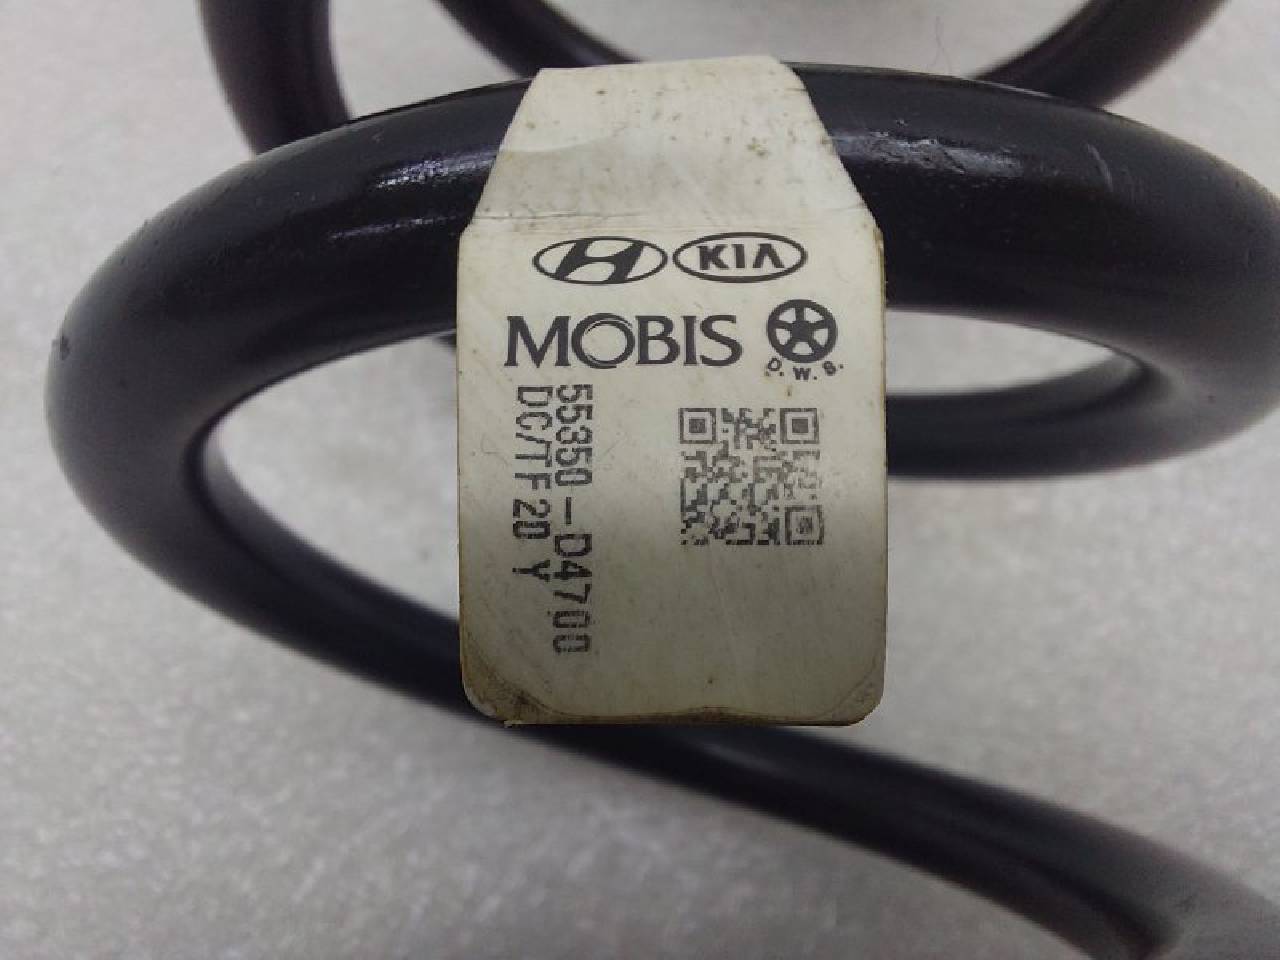 KIA
MOBIS
D.W.S.
55350-D4700
DC/TF 20 Y